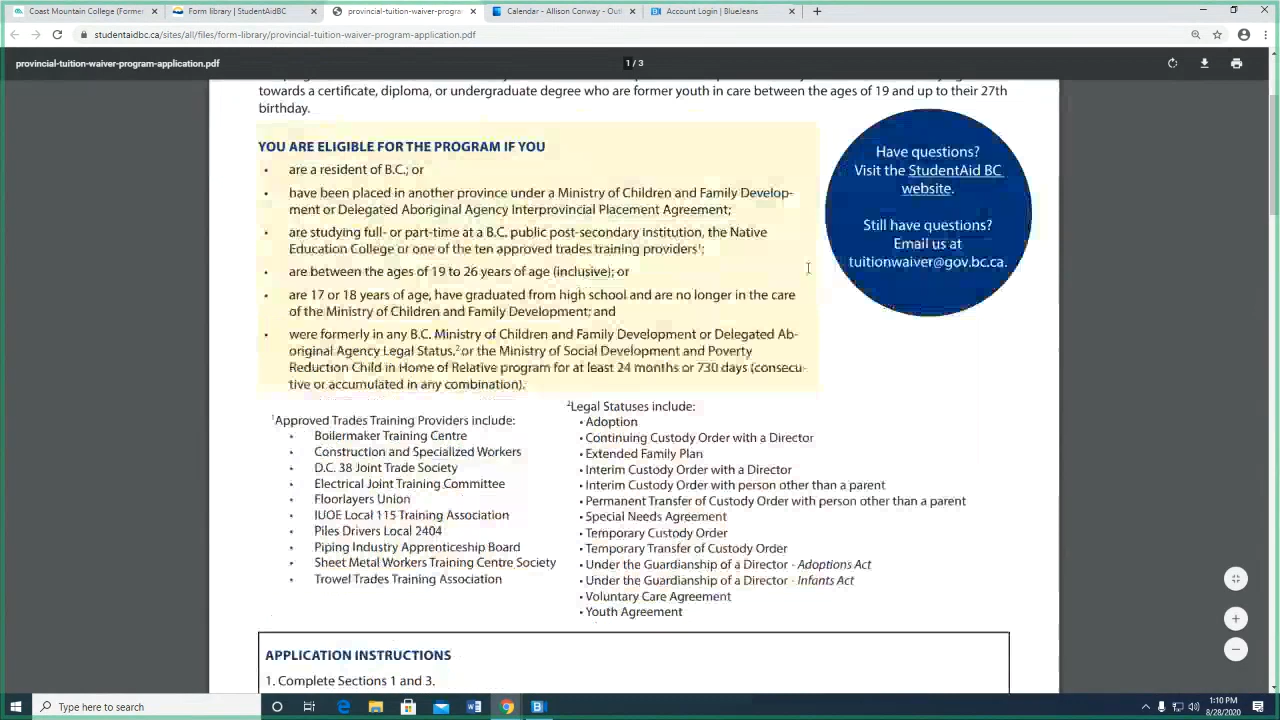 Coast Mountain College (Former
Form library | StudentAidBC
provincial-tuition-waiver-progra
Calendar - Allison Conway - Out
Account Login | BlueJeans
studentaidbc.ca/sites/all/files/form-library/provincial-tuition-waiver-program-application.pdf
provincial-tuition-waiver-program-application.pdf
1 / 3
towards a certificate, diploma, or undergraduate degree who are former youth in care between the ages of 19 and up to their 27th
birthday.
YOU ARE ELIGIBLE FOR THE PROGRAM IF YOU
• are a resident of B.C.; or
• have been placed in another province under a Ministry of Children and Family Develop-
ment or Delegated Aboriginal Agency Interprovincial Placement Agreement;
• are studying full- or part-time at a B.C. public post-secondary institution, the Native
Education College or one of the ten approved trades training providers¹;
• are between the ages of 19 to 26 years of age (inclusive); or
• are 17 or 18 years of age, have graduated from high school and are no longer in the care
of the Ministry of Children and Family Development; and
• were formerly in any B.C. Ministry of Children and Family Development or Delegated Ab-
original Agency Legal Status.² or the Ministry of Social Development and Poverty
Reduction Child in Home of Relative program for at least 24 months or 730 days (consecu-
tive or accumulated in any combination).
Have questions?
Visit the StudentAid BC
website.
Still have questions?
Email us at
tuitionwaiver@gov.bc.ca.
¹Approved Trades Training Providers include:
• Boilermaker Training Centre
• Construction and Specialized Workers
• D.C. 38 Joint Trade Society
• Electrical Joint Training Committee
• Floorlayers Union
• IUOE Local 115 Training Association
• Piles Drivers Local 2404
• Piping Industry Apprenticeship Board
• Sheet Metal Workers Training Centre Society
• Trowel Trades Training Association
²Legal Statuses include:
• Adoption
• Continuing Custody Order with a Director
• Extended Family Plan
• Interim Custody Order with a Director
• Interim Custody Order with person other than a parent
• Permanent Transfer of Custody Order with person other than a parent
• Special Needs Agreement
• Temporary Custody Order
• Temporary Transfer of Custody Order
• Under the Guardianship of a Director - Adoptions Act
• Under the Guardianship of a Director - Infants Act
• Voluntary Care Agreement
• Youth Agreement
APPLICATION INSTRUCTIONS
1. Complete Sections 1 and 3.
Type here to search
1:10 PM
8/28/2020